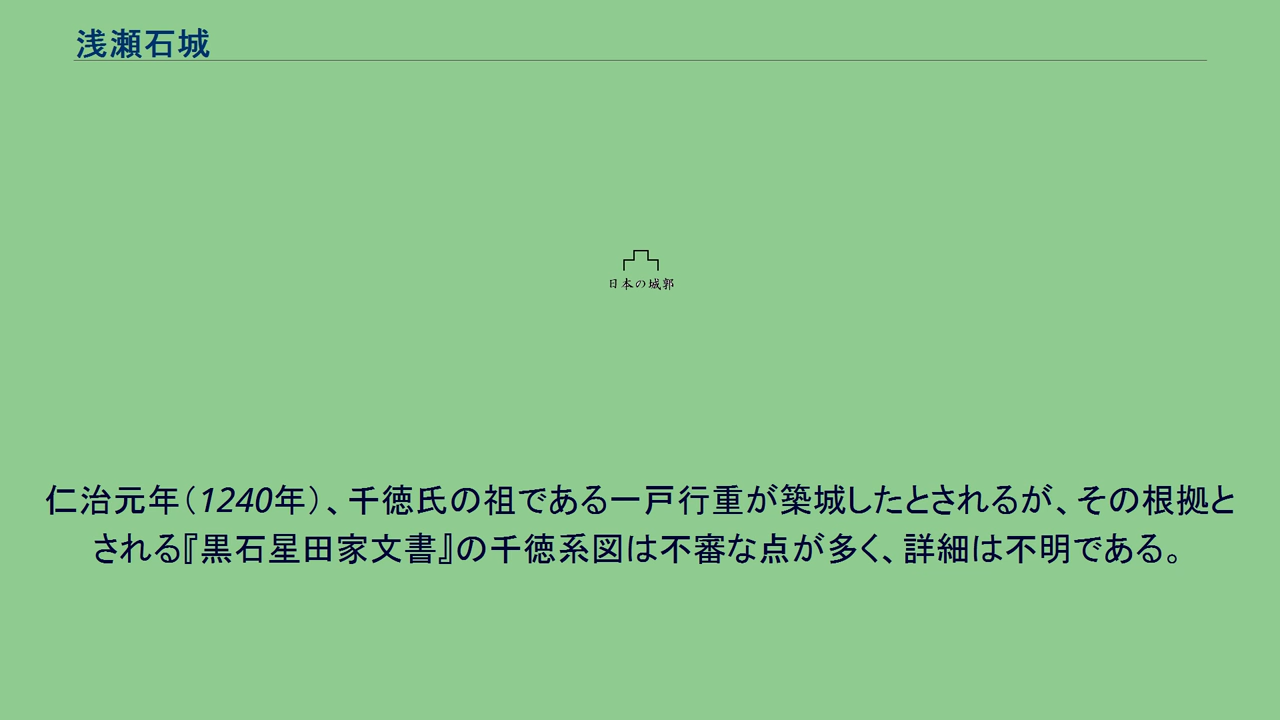 浅瀬石城
日本の城郭
仁治元年（1240年）、千徳氏の祖である一戸行重が築城したとされるが、その根拠と
される『黒石星田家文書』の千徳系図は不審な点が多く、詳細は不明である。